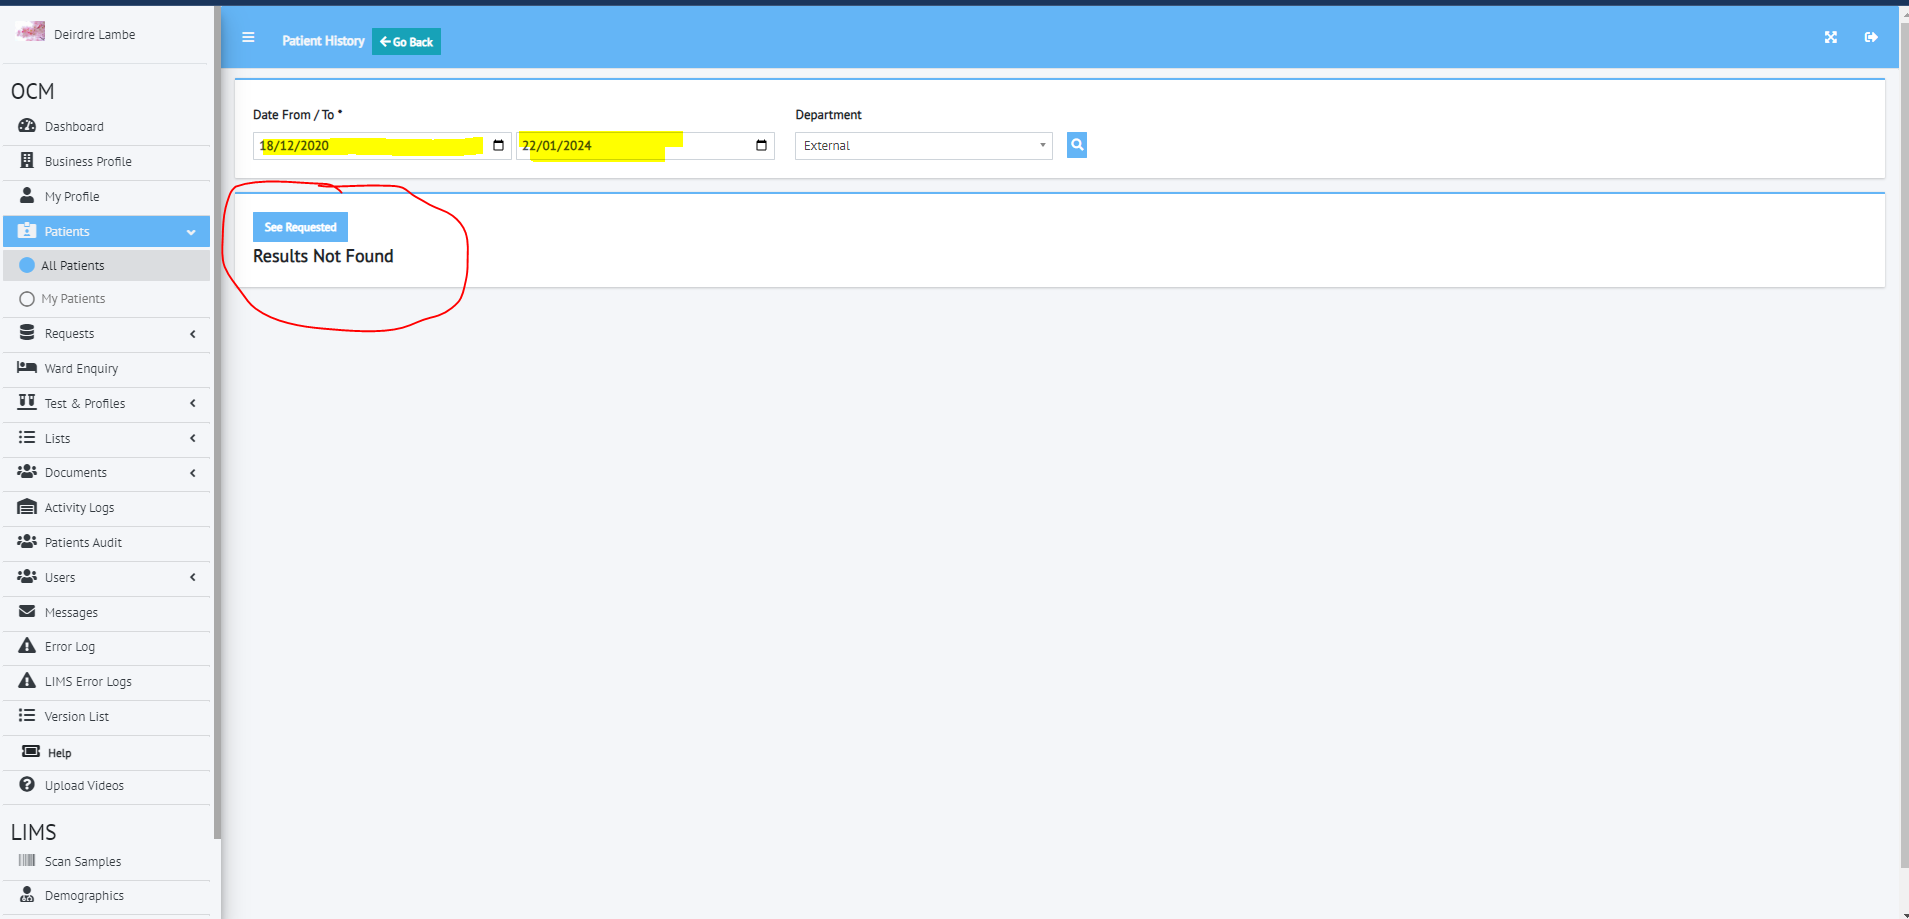 Deirdre Lambe
OCM
Dashboard
Business Profile
My Profile
Patients
All Patients
My Patients
Requests
Ward Enquiry
Test & Profiles
Lists
Documents
Activity Logs
Patients Audit
Users
Messages
Error Log
LIMS Error Logs
Version List
Help
Upload Videos
LIMS
Scan Samples
Demographics
Patient History Go Back
Date From / To * Department
18/12/2020 22/01/2024 External
See Requested
Results Not Found